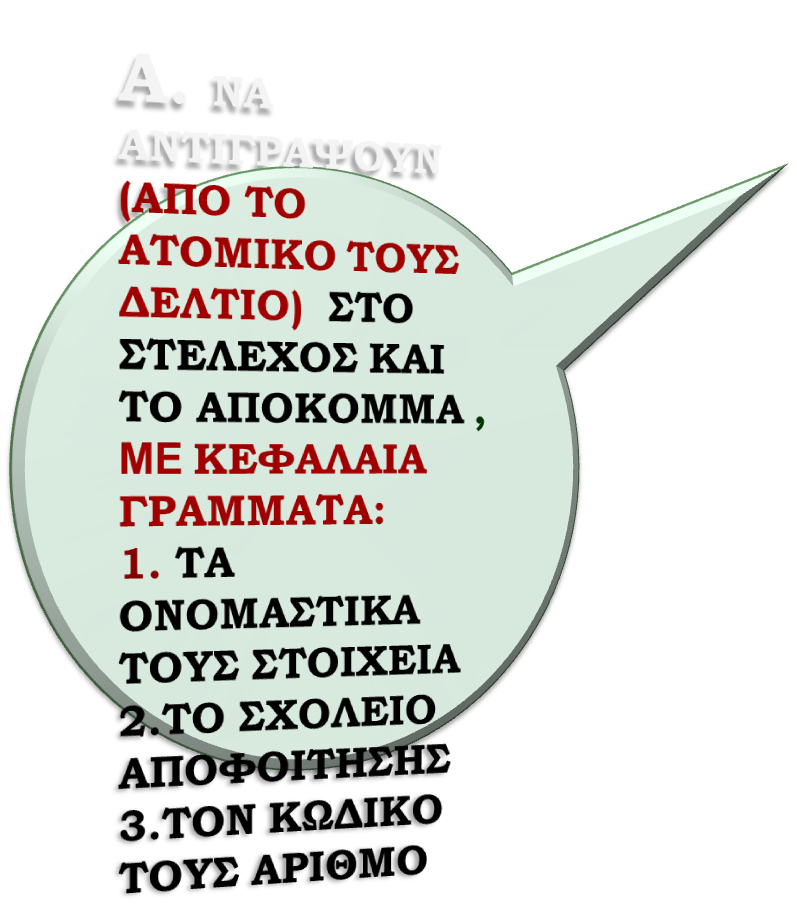 Α. ΝΑ
ΑΝΤΙΓΡΑΨΟΥΝ
(ΑΠΟ ΤΟ
ΑΤΟΜΙΚΟ ΤΟΥΣ
ΔΕΛΤΙΟ) ΣΤΟ
ΣΤΕΛΕΧΟΣ ΚΑΙ
ΤΟ ΑΠΟΚΟΜΜΑ ,
ΜΕ ΚΕΦΑΛΑΙΑ
ΓΡΑΜΜΑΤΑ:
1. ΤΑ
ΟΝΟΜΑΣΤΙΚΑ
ΤΟΥΣ ΣΤΟΙΧΕΙΑ
2.ΤΟ ΣΧΟΛΕΙΟ
ΑΠΟΦΟΙΤΗΣΗΣ
3.ΤΟΝ ΚΩΔΙΚΟ
ΤΟΥΣ ΑΡΙΘΜΟ